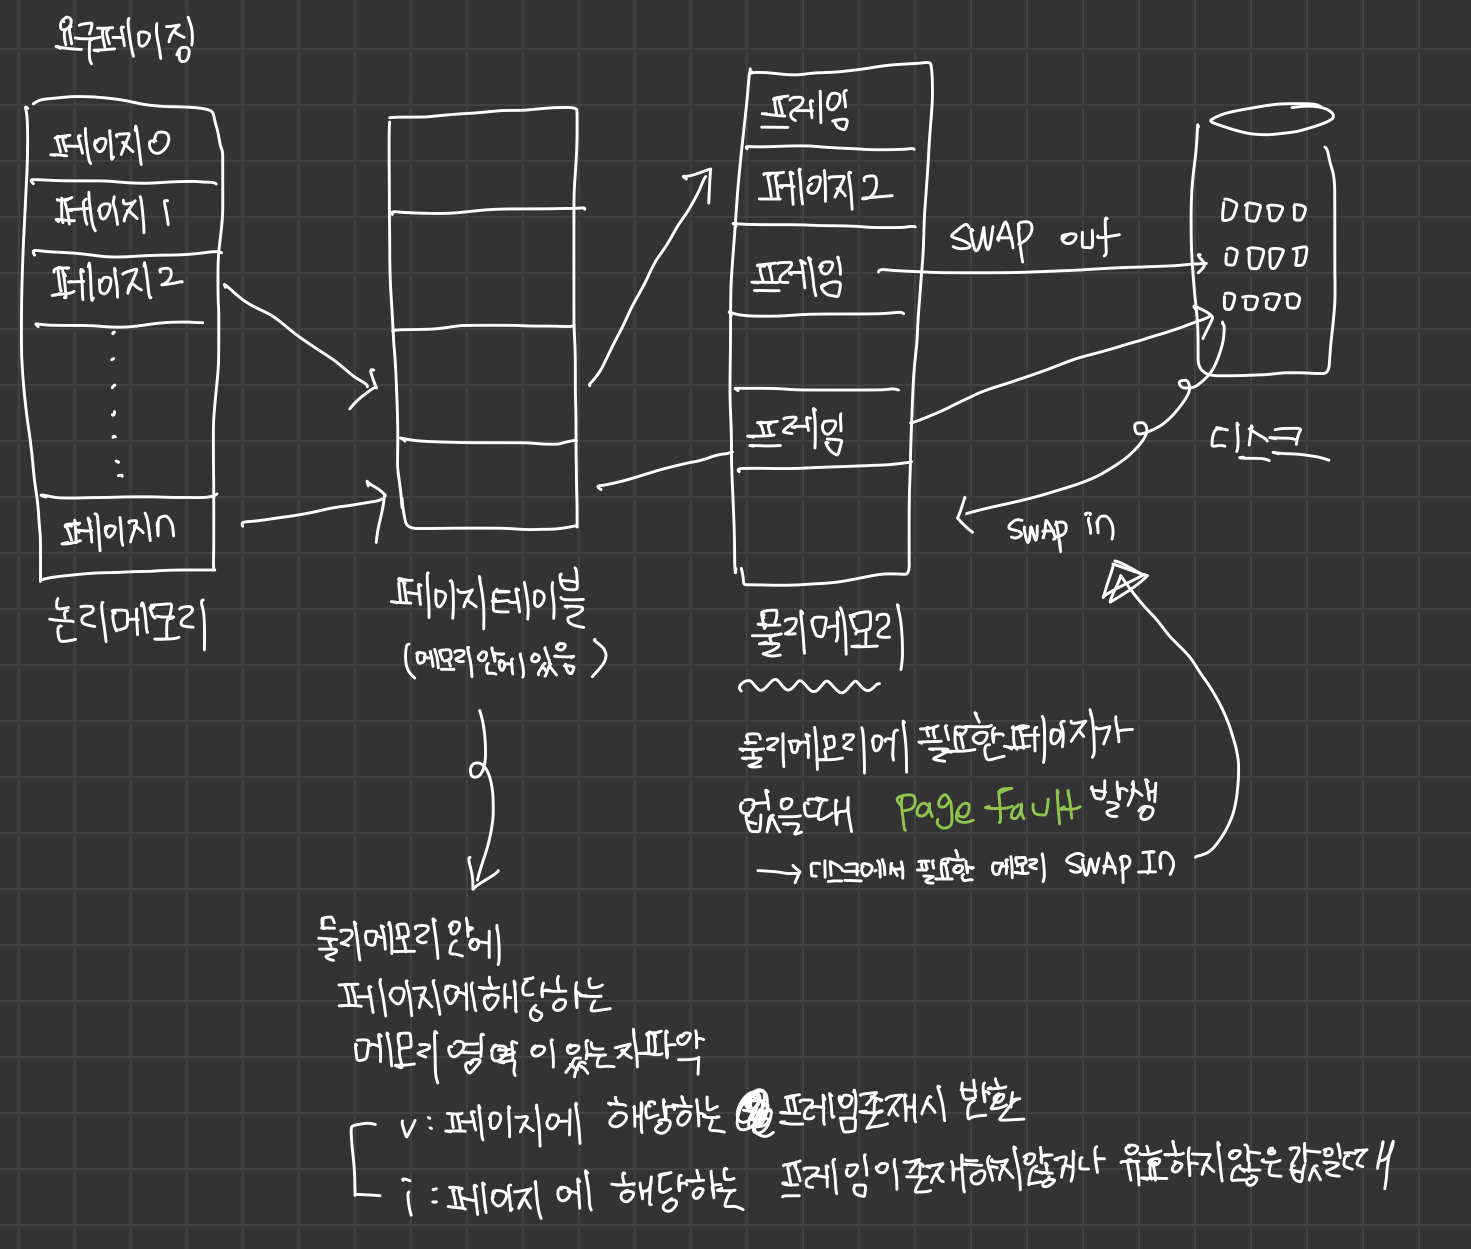 요구페이징
페이지0
페이지1
페이지2
페이지n
논리메모리
페이지테이블
(메모리안에있음)
프레임
페이지2
프레임
프레임
물리메모리
SWAP out
SWAP in
디스크
물리메모리에 필요한페이지가
없을때 Page fault 발생
→ 디스크에서 필요한 메모리 SWAP In
물리메모리 안에
페이지에해당하는
메모리 영역이 있는지파악
v : 페이지에 해당하는 프레임존재시 반환
i : 페이지에 해당하는 프레임이존재하지않거나 유효하지않은값일때